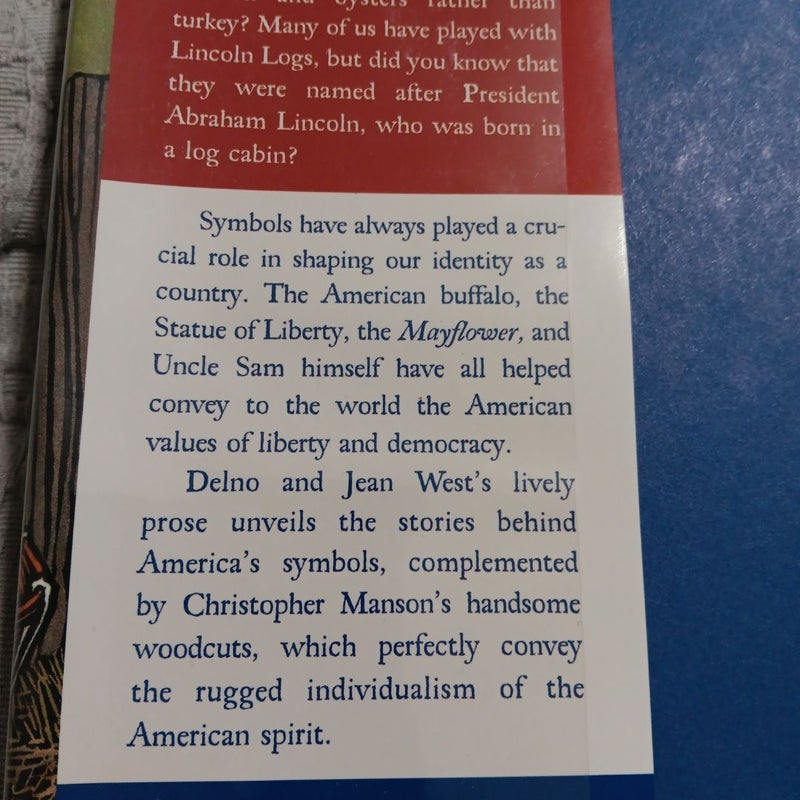 and oysters rather than
turkey? Many of us have played with
Lincoln Logs, but did you know that
they were named after President
Abraham Lincoln, who was born in
a log cabin?
Symbols have always played a cru-
cial role in shaping our identity as a
country. The American buffalo, the
Statue of Liberty, the Mayflower, and
Uncle Sam himself have all helped
convey to the world the American
values of liberty and democracy.
Delno and Jean West's lively
prose unveils the stories behind
America's symbols, complemented
by Christopher Manson's handsome
woodcuts, which perfectly convey
the rugged individualism of the
American spirit.